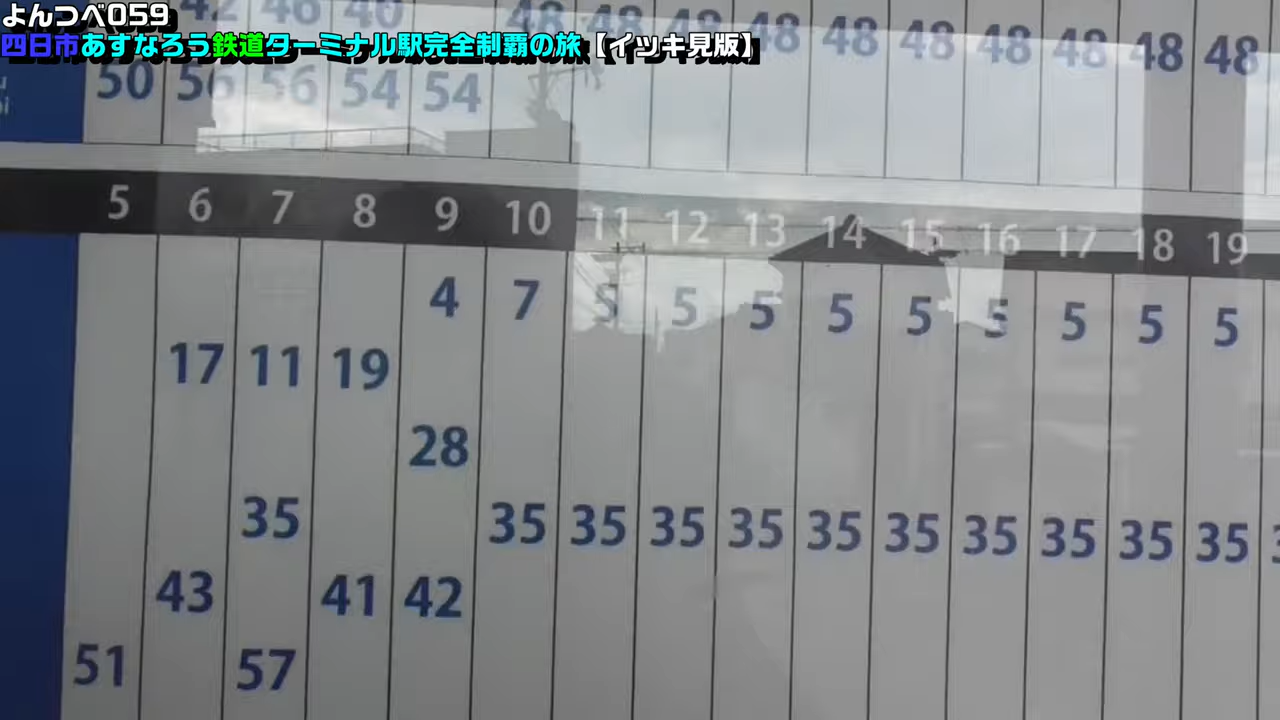 よんつべ059
四日市あすなろう鉄道ターミナル駅完全制覇の旅【イツキ見版】
42 46 40 48 48 48 48 48 48 48 48 48 48
50 56 56 54 54
5 6 7 8 9 10 11 12 13 14 15 16 17 18 19
4 7 5 5 5 5 5 5 5 5 5
17 11 19
28
35 35 35 35 35 35 35 35 35 35 35
43 41 42
51 57